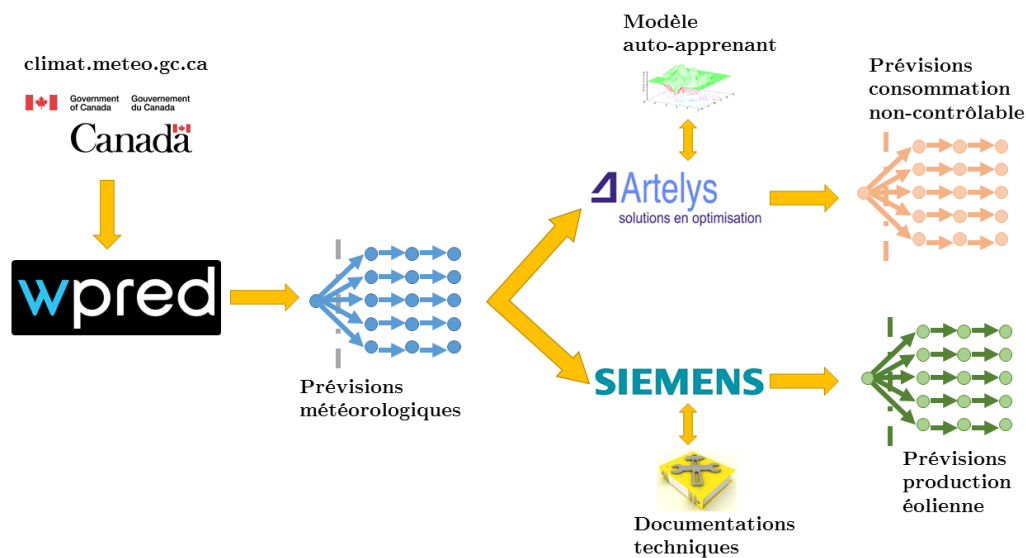 climat.meteo.gc.ca
Government of Canada
Gouvernement du Canada
Canada
wpred
Prévisions
météorologiques
Modèle
auto-apprenant
Artelys
solutions en optimisation
Prévisions
consommation
non-contrôlable
SIEMENS
Documentations
techniques
Prévisions
production
éolienne